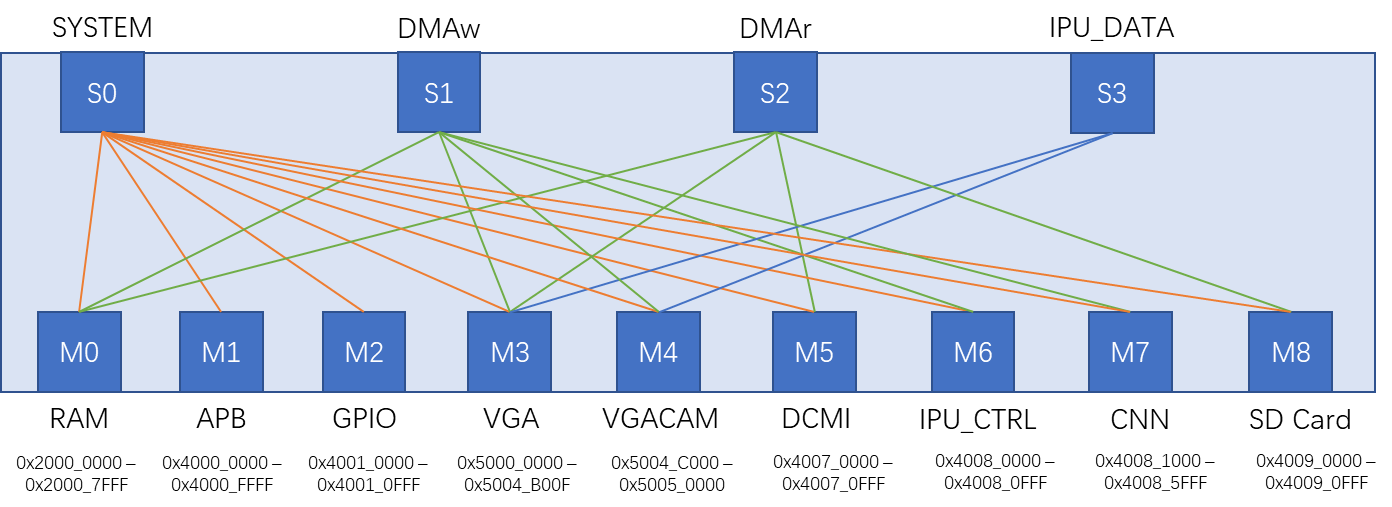 SYSTEM DMAw DMAr IPU_DATA
S0 S1 S2 S3
M0 M1 M2 M3 M4 M5 M6 M7 M8
RAM APB GPIO VGA VGACAM DCMI IPU_CTRL CNN SD Card
0x2000_0000 – 0x4000_0000 – 0x4001_0000 – 0x5000_0000 – 0x5004_C000 – 0x4007_0000 – 0x4008_0000 – 0x4008_1000 – 0x4009_0000 –
0x2000_7FFF 0x4000_FFFF 0x4001_0FFF 0x5004_B00F 0x5005_0000 0x4007_0FFF 0x4008_0FFF 0x4008_5FFF 0x4009_0FFF